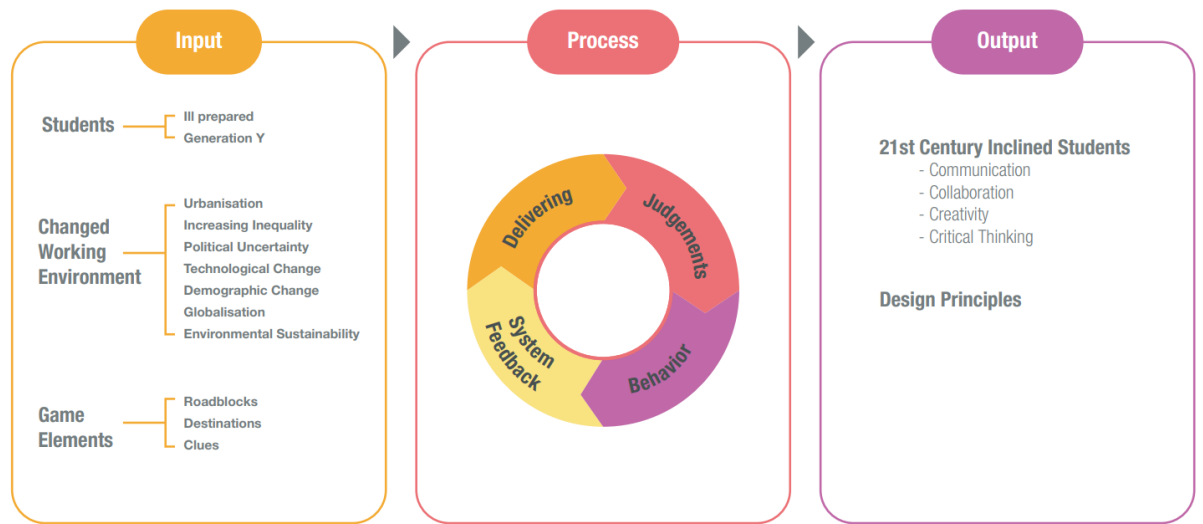 Input
Process
Output
Students
Ill prepared
Generation Y
Changed
Working
Environment
Urbanisation
Increasing Inequality
Political Uncertainty
Technological Change
Demographic Change
Globalisation
Environmental Sustainability
Game
Elements
Roadblocks
Destinations
Clues
Delivering
Judgements
Behavior
System
Feedback
21st Century Inclined Students
- Communication
- Collaboration
- Creativity
- Critical Thinking
Design Principles